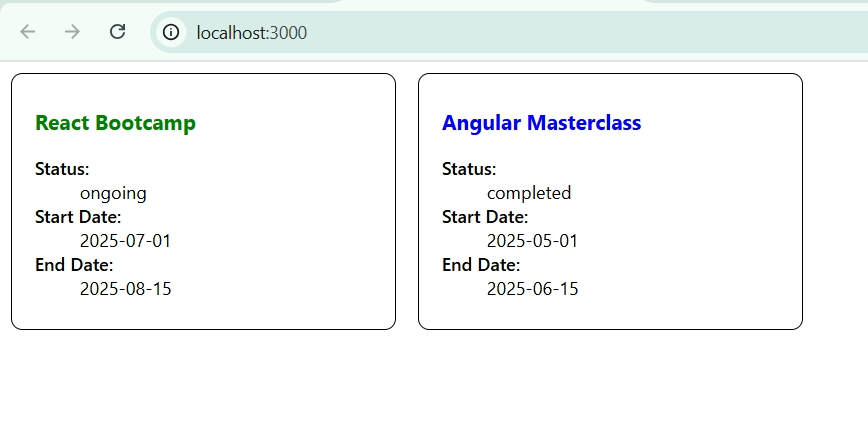 localhost:3000
React Bootcamp
Status:
ongoing
Start Date:
2025-07-01
End Date:
2025-08-15
Angular Masterclass
Status:
completed
Start Date:
2025-05-01
End Date:
2025-06-15